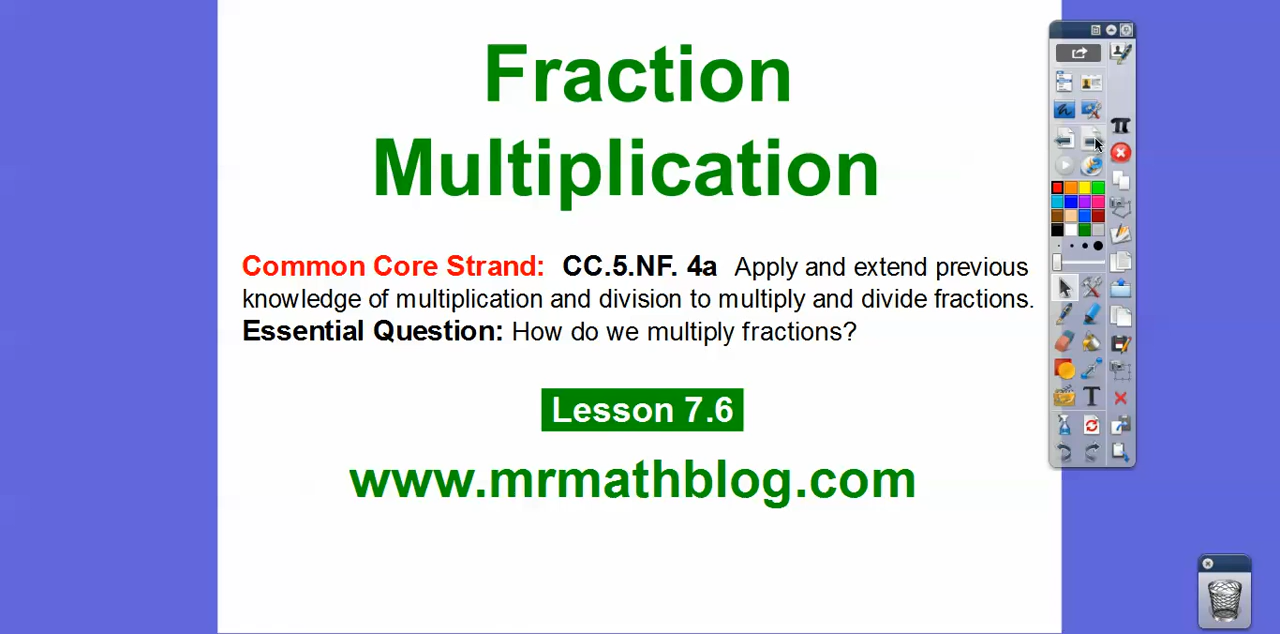 Fraction
Multiplication
Common Core Strand: CC.5.NF. 4a Apply and extend previous
knowledge of multiplication and division to multiply and divide fractions.
Essential Question: How do we multiply fractions?
Lesson 7.6
www.mrmathblog.com